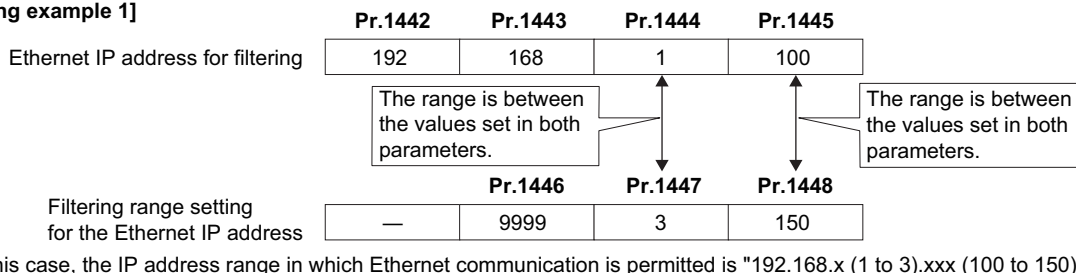 ng example 1]
Pr.1442 Pr.1443 Pr.1444 Pr.1445
Ethernet IP address for filtering 192 168 1 100
The range is between
the values set in both
parameters.
The range is between
the values set in both
parameters.
Pr.1446 Pr.1447 Pr.1448
Filtering range setting
for the Ethernet IP address — 9999 3 150
his case, the IP address range in which Ethernet communication is permitted is "192.168.x (1 to 3).xxx (100 to 150)